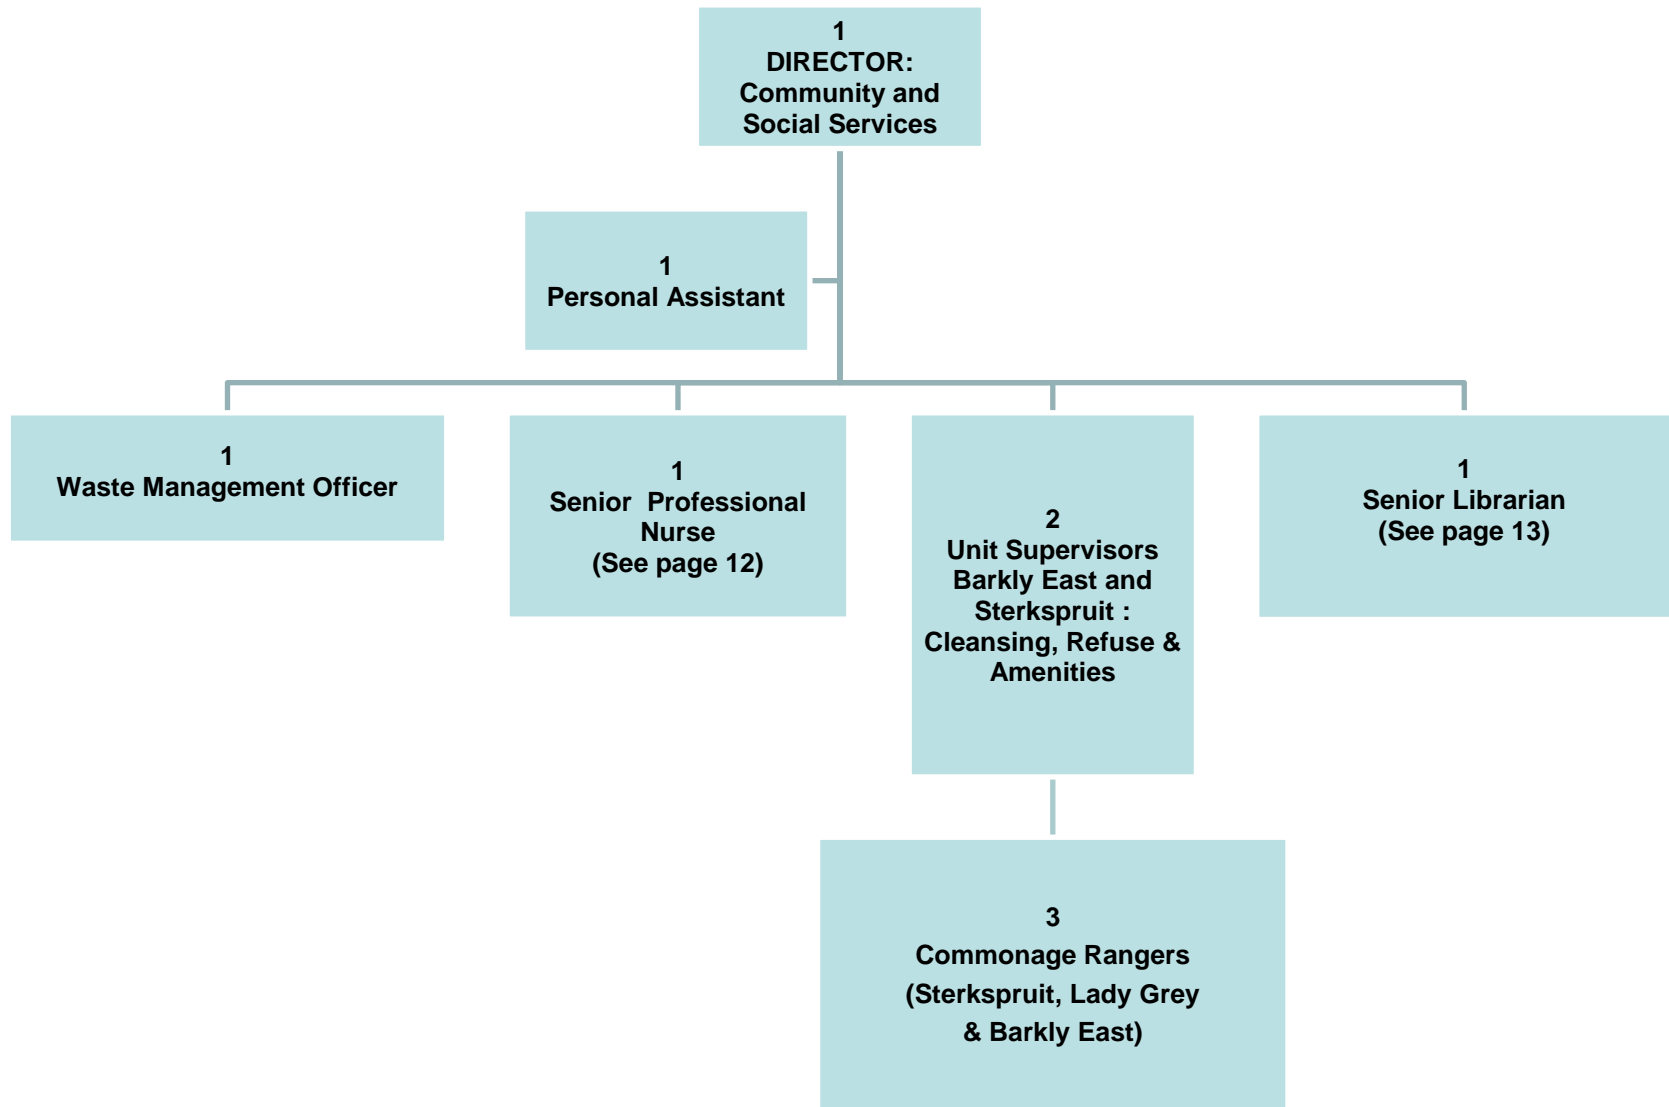 1
DIRECTOR:
Community and
Social Services
1
Personal Assistant
1
Waste Management Officer
1
Senior Professional
Nurse
(See page 12)
2
Unit Supervisors
Barkly East and
Sterkspruit :
Cleansing, Refuse &
Amenities
1
Senior Librarian
(See page 13)
3
Commonage Rangers
(Sterkspruit, Lady Grey
& Barkly East)